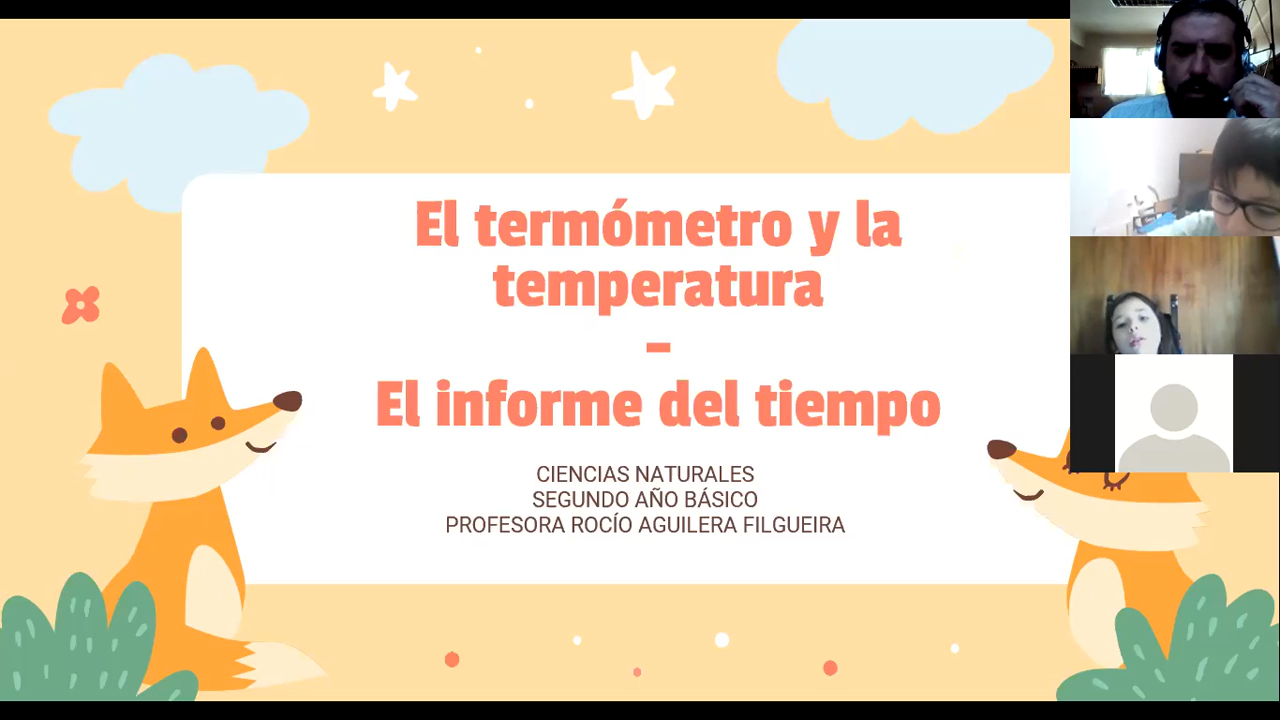 El termómetro y la
temperatura
–
El informe del tiempo
CIENCIAS NATURALES
SEGUNDO AÑO BÁSICO
PROFESORA ROCÍO AGUILERA FILGUEIRA